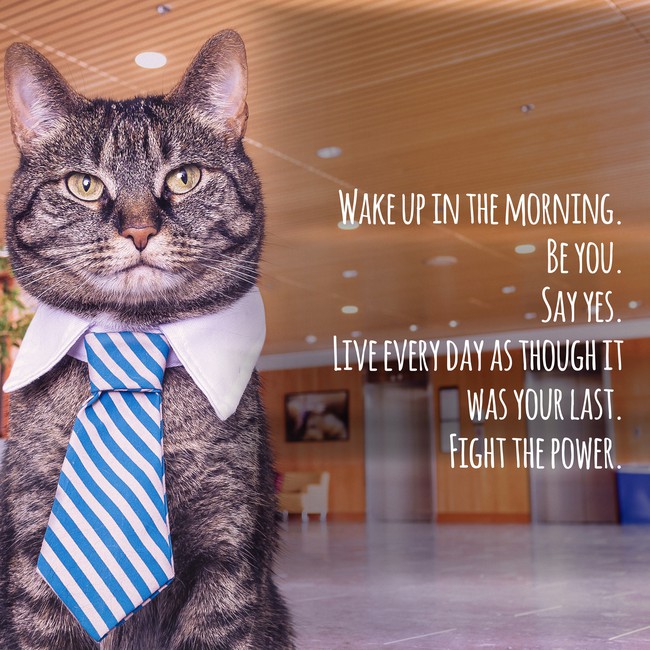 Wake up in the morning.
Be you.
Say yes.
Live every day as though it
was your last.
Fight the power.